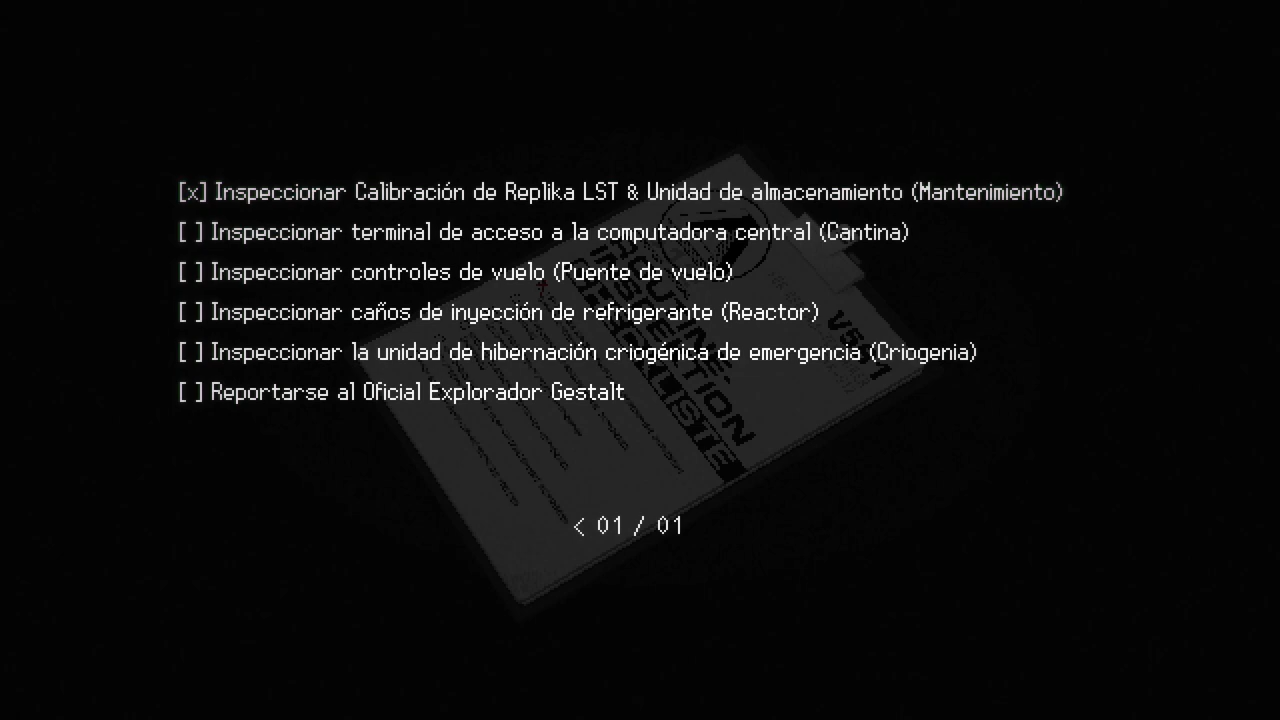 [x] Inspeccionar Calibración de Replika LST & Unidad de almacenamiento (Mantenimiento)
[ ] Inspeccionar terminal de acceso a la computadora central (Cantina)
[ ] Inspeccionar controles de vuelo (Puente de vuelo)
[ ] Inspeccionar caños de inyección de refrigerante (Reactor)
[ ] Inspeccionar la unidad de hibernación criogénica de emergencia (Criogenia)
[ ] Reportarse al Oficial Explorador Gestalt
< 01 / 01